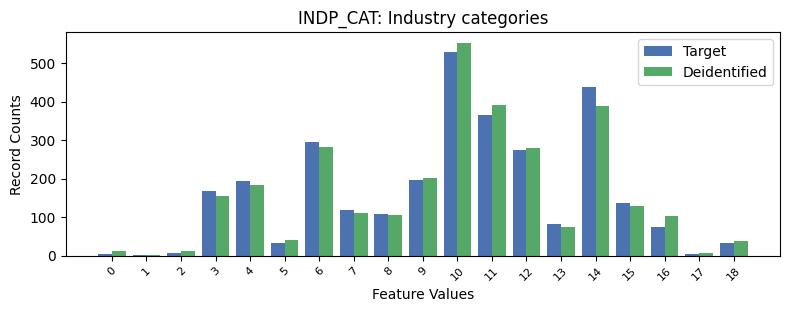 INDP_CAT: Industry categories
Target
Deidentified
Record Counts
500
400
300
200
100
0
0 1 2 3 4 5 6 7 8 9 10 11 12 13 14 15 16 17 18
Feature Values